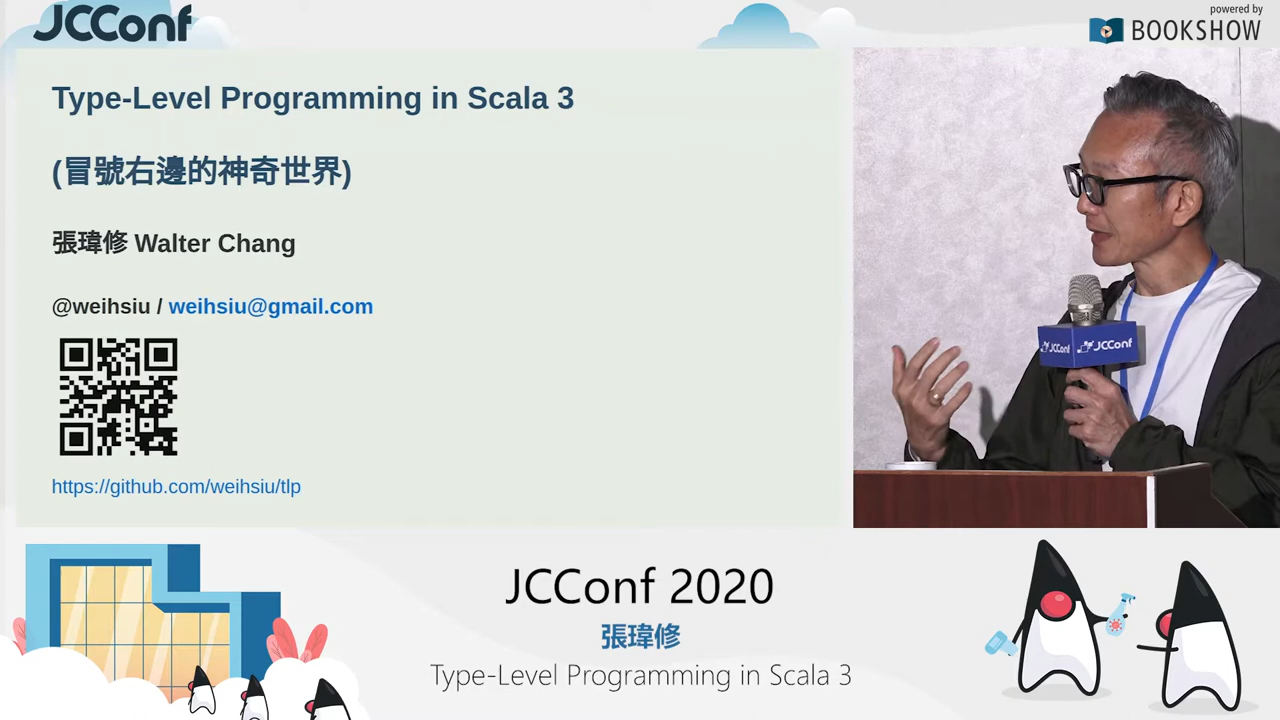 JCConf
powered by
BOOKSHOW
Type-Level Programming in Scala 3
(冒號右邊的神奇世界)
張瑋修 Walter Chang
@weihsiu / weihsiu@gmail.com
https://github.com/weihsiu/tlp
JCConf
JCConf
JCConf 2020
張瑋修
Type-Level Programming in Scala 3